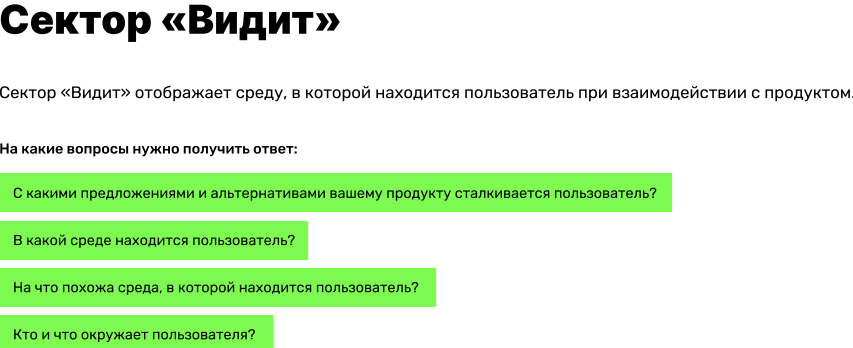 Сектор «Видит»
Сектор «Видит» отображает среду, в которой находится пользователь при взаимодействии с продуктом.
На какие вопросы нужно получить ответ:
С какими предложениями и альтернативами вашему продукту сталкивается пользователь?
В какой среде находится пользователь?
На что похожа среда, в которой находится пользователь?
Кто и что окружает пользователя?